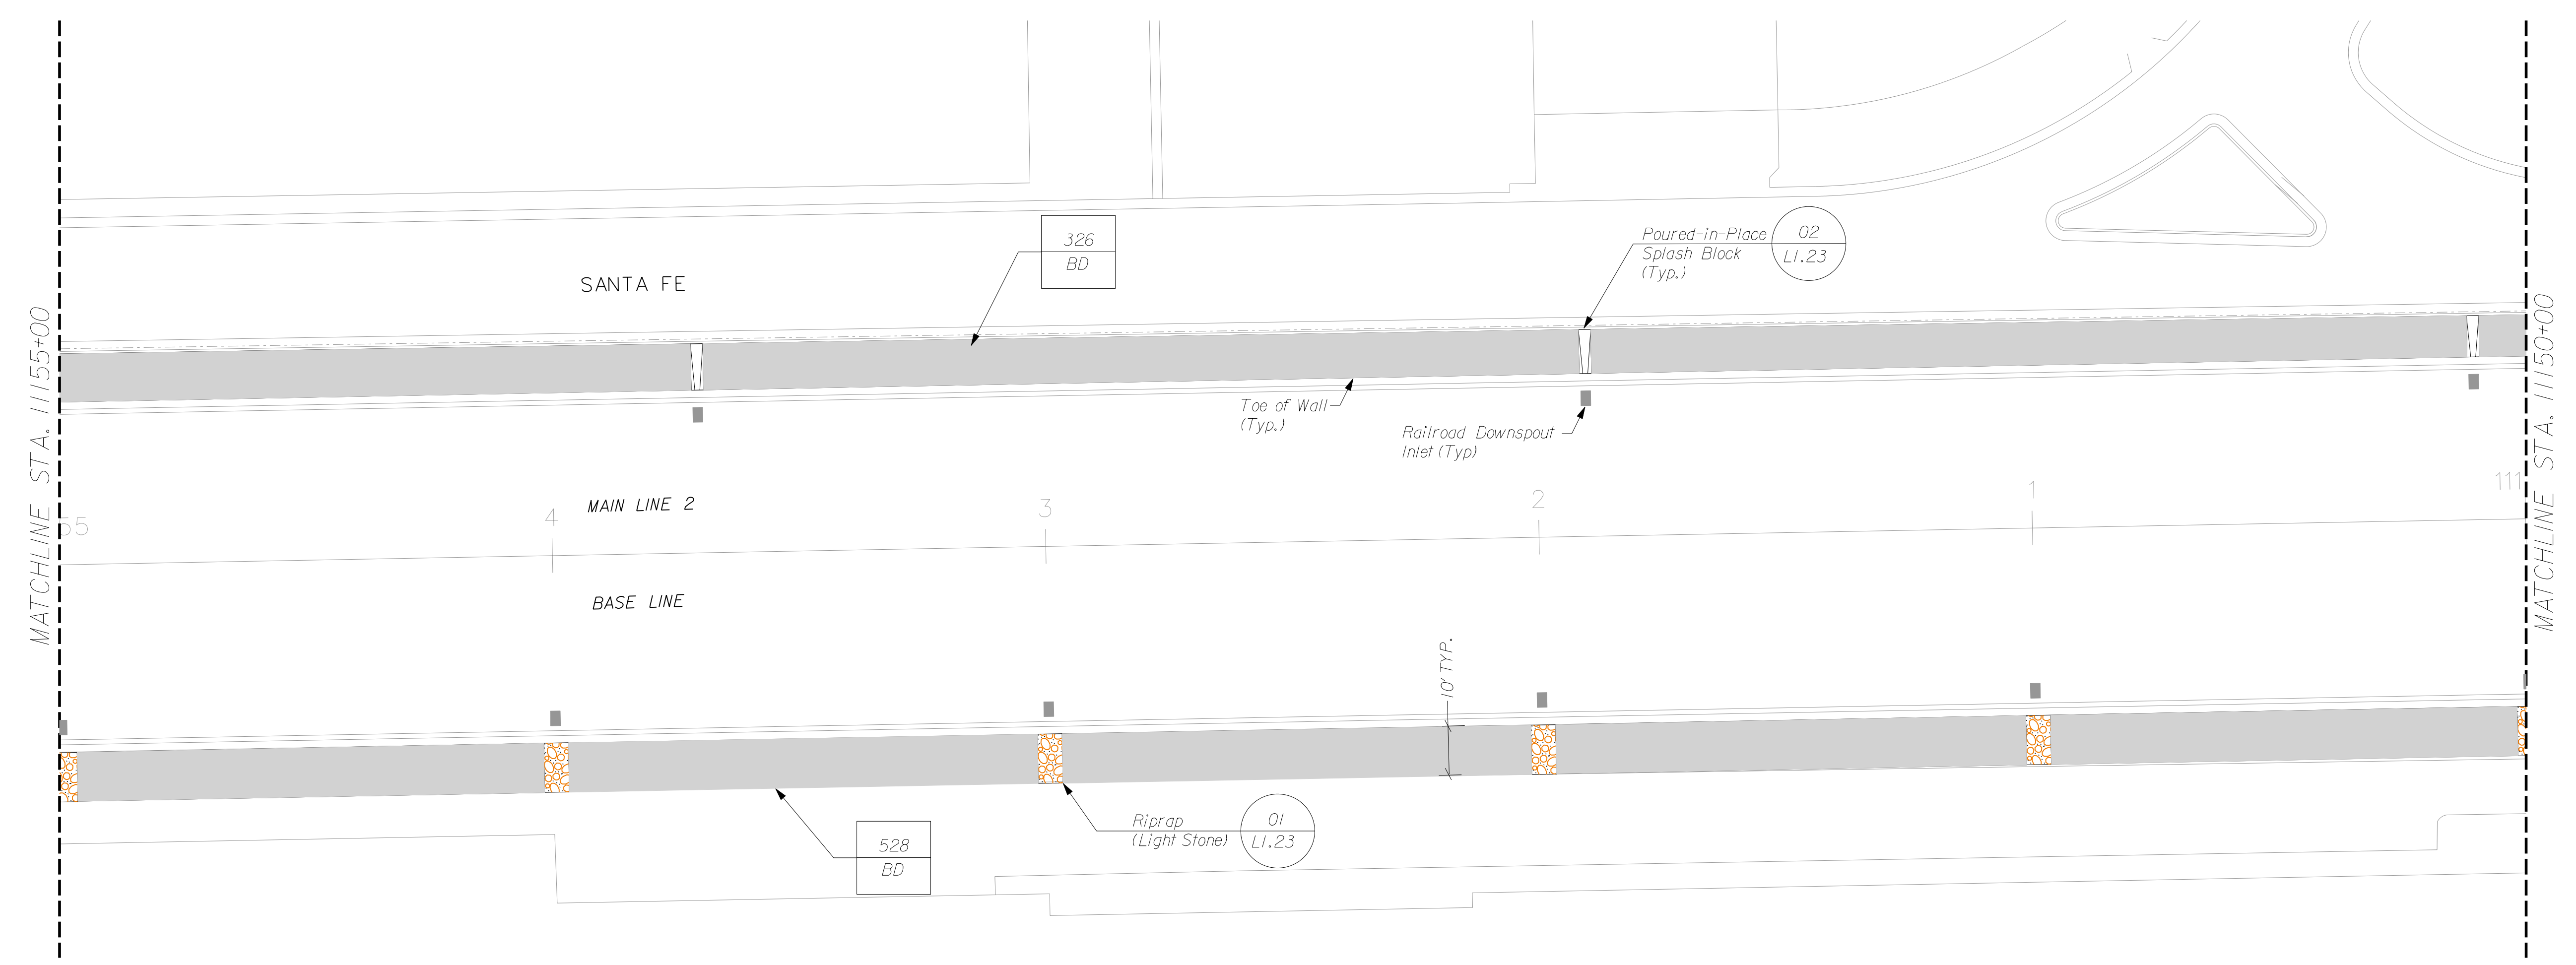 326
BD
Poured-in-Place
Splash Block
(Typ.)
02
L1.23
SANTA FE
MATCHLINE STA. 11155+00
MATCHLINE STA. 11150+00
Toe of Wall
(Typ.)
Railroad Downspout
Inlet (Typ)
MAIN LINE 2
55
4
3
2
1
111
BASE LINE
10' TYP.
528
BD
Riprap
(Light Stone)
01
L1.23